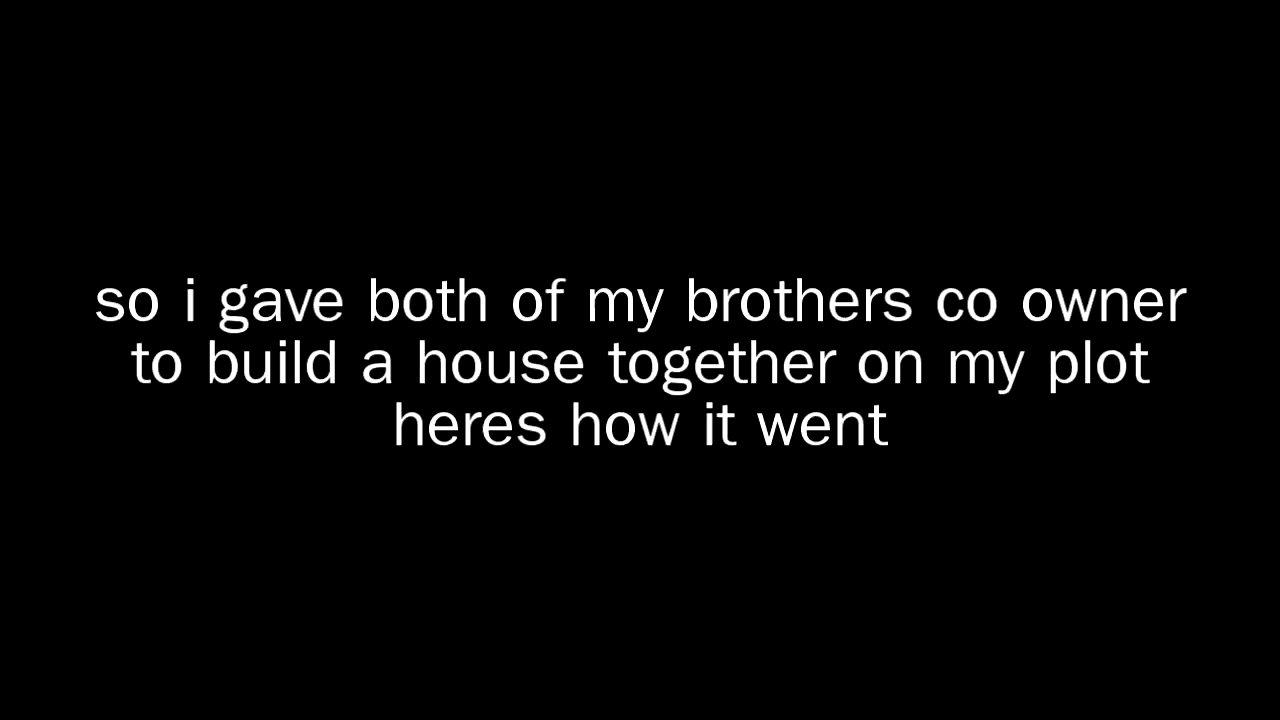 so i gave both of my brothers co owner
to build a house together on my plot
heres how it went